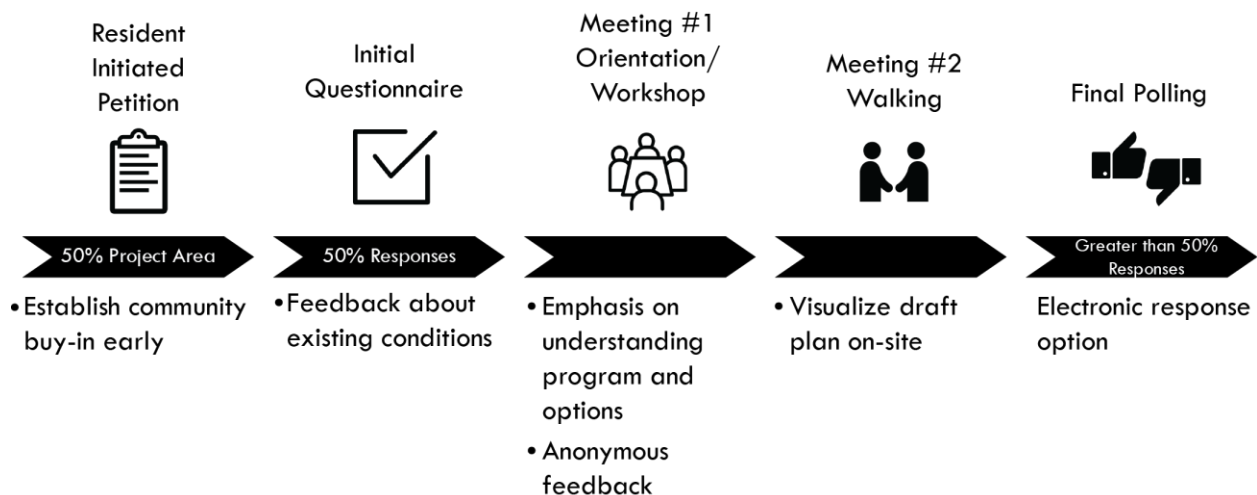 Resident
Initiated
Petition
50% Project Area
• Establish community
buy-in early
Initial
Questionnaire
50% Responses
• Feedback about
existing conditions
Meeting #1
Orientation/
Workshop
• Emphasis on
understanding
program and
options
• Anonymous
feedback
Meeting #2
Walking
• Visualize draft
plan on-site
Final Polling
Greater than 50%
Responses
Electronic response
option